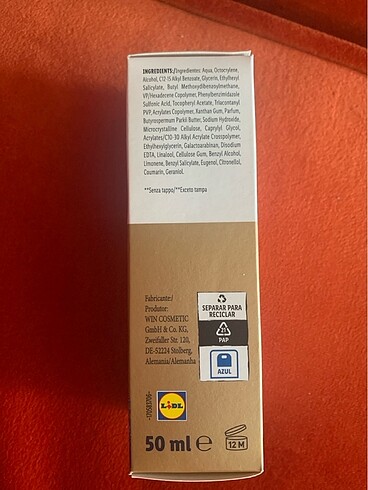 INGREDIENTS:/Ingredientes: Aqua, Octocrylene,
Alcohol, C12-15 Alkyl Benzoate, Glycerin, Ethylhexyl
Salicylate, Butyl Methoxydibenzoylmethane,
VP/Hexadecene Copolymer, Phenylbenzimidazole
Sulfonic Acid, Tocopheryl Acetate, Triacontanyl
PVP, Acrylates Copolymer, Xanthan Gum, Parfum,
Butyrospermum Parkii Butter, Sodium Hydroxide,
Microcrystalline Cellulose, Caprylyl Glycol,
Acrylates/C10-30 Alkyl Acrylate Crosspolymer,
Ethylhexylglycerin, Galactoarabinan, Disodium
EDTA, Linalool, Cellulose Gum, Benzyl Alcohol,
Limonene, Benzyl Salicylate, Eugenol, Citronellol,
Coumarin, Geraniol.
**Senza tappo/**Exceto tampa
Fabricante:/
Produtor:
WIN COSMETIC
GmbH & Co. KG,
Zweifaller Str. 120,
DE-52224 Stolberg,
Alemania/Alemanha
SEPARAR PARA
RECICLAR
21
PAP
AZUL
LIDL
50 ml e
12 M